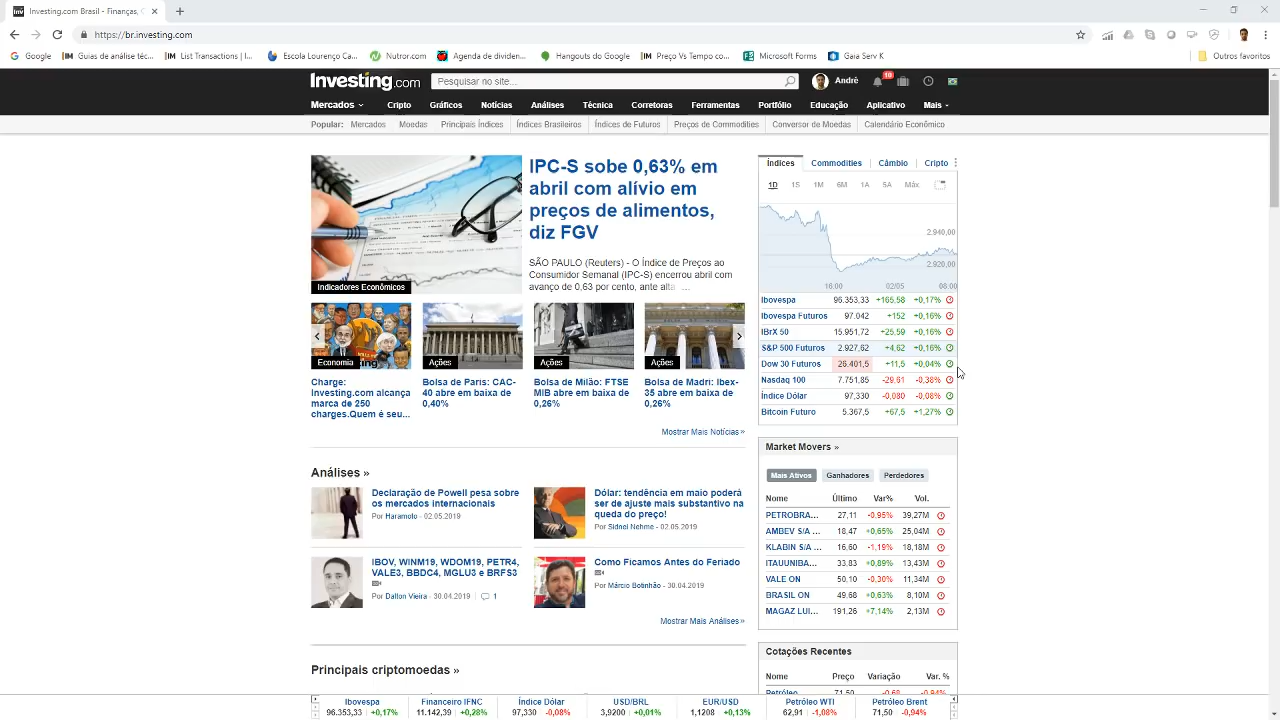 Inv Investing.com Brasil - Finanças, C
https://br.investing.com
Google
Guias de análise téc...
List Transactions | I...
Escola Lourenço Ca...
Nutror.com
Agenda de dividen...
Hangouts do Google
Preço Vs Tempo co...
Microsoft Forms
Gaia Serv K
Outros favoritos
Investing.com
Pesquisar no site...
André
10
Mercados
Cripto
Gráficos
Notícias
Análises
Técnica
Corretoras
Ferramentas
Portfólio
Educação
Aplicativo
Mais
Popular: Mercados Moedas Principais Índices Índices Brasileiros Índices de Futuros Preços de Commodities Conversor de Moedas Calendário Econômico
Indicadores Econômicos
IPC-S sobe 0,63% em
abril com alívio em
preços de alimentos,
diz FGV
SÃO PAULO (Reuters) - O Índice de Preços ao
Consumidor Semanal (IPC-S) encerrou abril com
avanço de 0,63 por cento, ante alta ...
Economia
Charge:
Investing.com alcança
marca de 250
charges.Quem é seu...
Ações
Bolsa de Paris: CAC-
40 abre em baixa de
0,40%
Ações
Bolsa de Milão: FTSE
MIB abre em baixa de
0,26%
Ações
Bolsa de Madri: Ibex-
35 abre em baixa de
0,26%
Mostrar Mais Notícias»
Análises »
Declaração de Powell pesa sobre
os mercados internacionais
Por Haramoto - 02.05.2019
Dólar: tendência em maio poderá
ser de ajuste mais substantivo na
queda do preço!
Por Sidnei Nehme - 02.05.2019
IBOV, WINM19, WDOM19, PETR4,
VALE3, BBDC4, MGLU3 e BRFS3
Por Dalton Vieira - 30.04.2019 1
Como Ficamos Antes do Feriado
Por Márcio Botinhão - 30.04.2019
Mostrar Mais Análises»
Principais criptomoedas »
Índices Commodities Câmbio Cripto
1D 1S 1M 6M 1A 5A Máx.
2.940,00
2.920,00
16:00 02/05 08:00
Ibovespa 96.353,33 +165,58 +0,17%
Ibovespa Futuros 97.042 +152 +0,16%
IBrX 50 15.951,72 +25,59 +0,16%
S&P 500 Futuros 2.927,62 +4,62 +0,16%
Dow 30 Futuros 26.401,5 +11,5 +0,04%
Nasdaq 100 7.751,85 -29,61 -0,38%
Índice Dólar 97,330 -0,080 -0,08%
Bitcoin Futuro 5.367,5 +67,5 +1,27%
Market Movers »
Mais Ativos Ganhadores Perdedores
Nome Último Var% Vol.
PETROBRA... 27,11 -0,95% 39,27M
AMBEV S/A ... 18,47 +0,65% 25,04M
KLABIN S/A ... 16,60 -1,19% 18,18M
ITAUUNIBA... 33,83 +0,89% 13,43M
VALE ON 50,10 -0,30% 11,34M
BRASIL ON 49,68 +0,63% 8,10M
MAGAZ LUI... 191,26 +7,14% 2,13M
Cotações Recentes
Nome Preço Variação Var. %
Petróleo 71,50 -0,68 -0,94%
Ibovespa Financeiro IFNC Índice Dólar USD/BRL EUR/USD Petróleo WTI Petróleo Brent
96.353,33 +0,17% 11.142,39 +0,28% 97,330 -0,08% 3,9200 +0,01% 1,1208 +0,13% 62,91 -1,08% 71,50 -0,94%